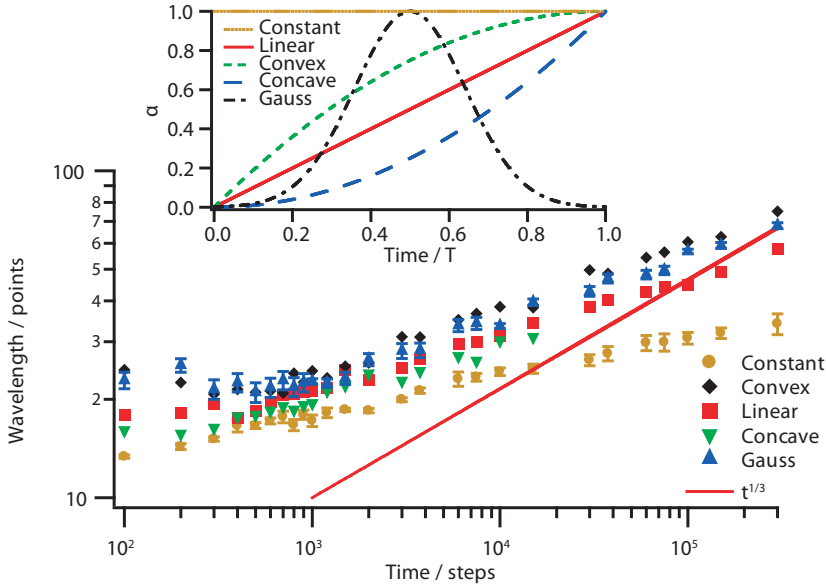 1.0
0.8
0.6
0.4
0.2
0.0
α
Constant
Linear
Convex
Concave
Gauss
0.0 0.2 0.4 0.6 0.8 1.0
Time / T
100
8
7
6
5
4
3
2
10
Wavelength / points
Constant
Convex
Linear
Concave
Gauss
t^{1/3}
10^2 10^3 10^4 10^5
Time / steps